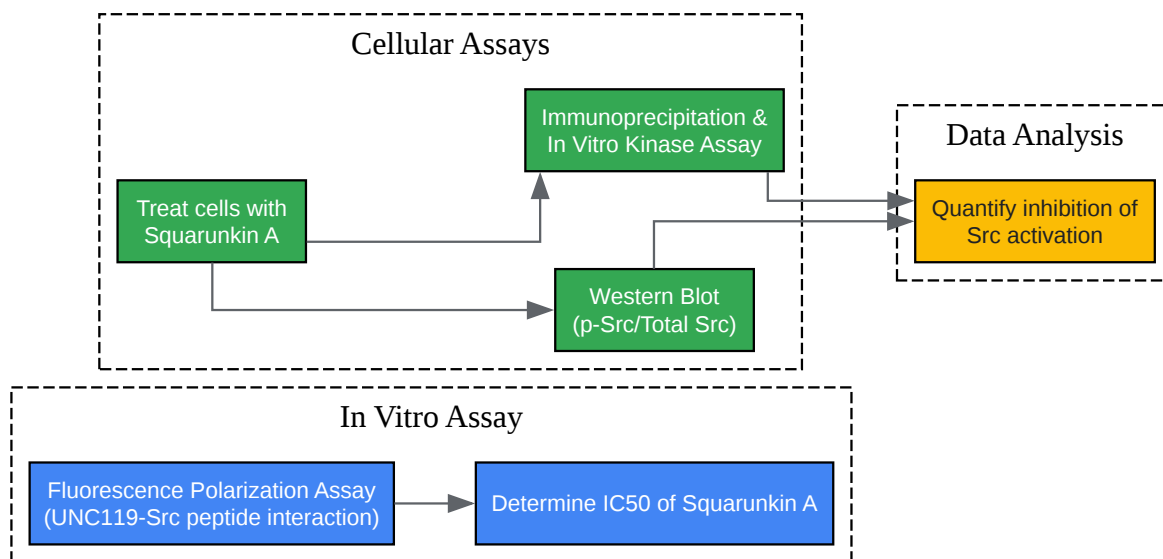 Cellular Assays
Immunoprecipitation &
In Vitro Kinase Assay
Treat cells with
Squarunkin A
Western Blot
(p-Src/Total Src)
Data Analysis
Quantify inhibition of
Src activation
In Vitro Assay
Fluorescence Polarization Assay
(UNC119-Src peptide interaction)
Determine IC50 of Squarunkin A